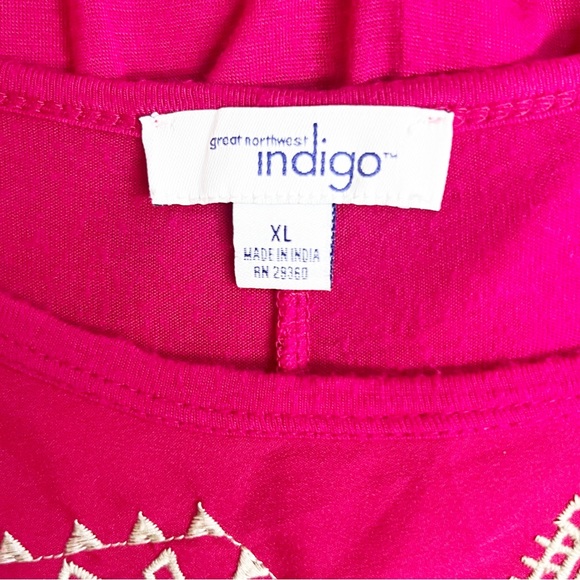 great northwest
indigo™
XL
MADE IN INDIA
RN 29360